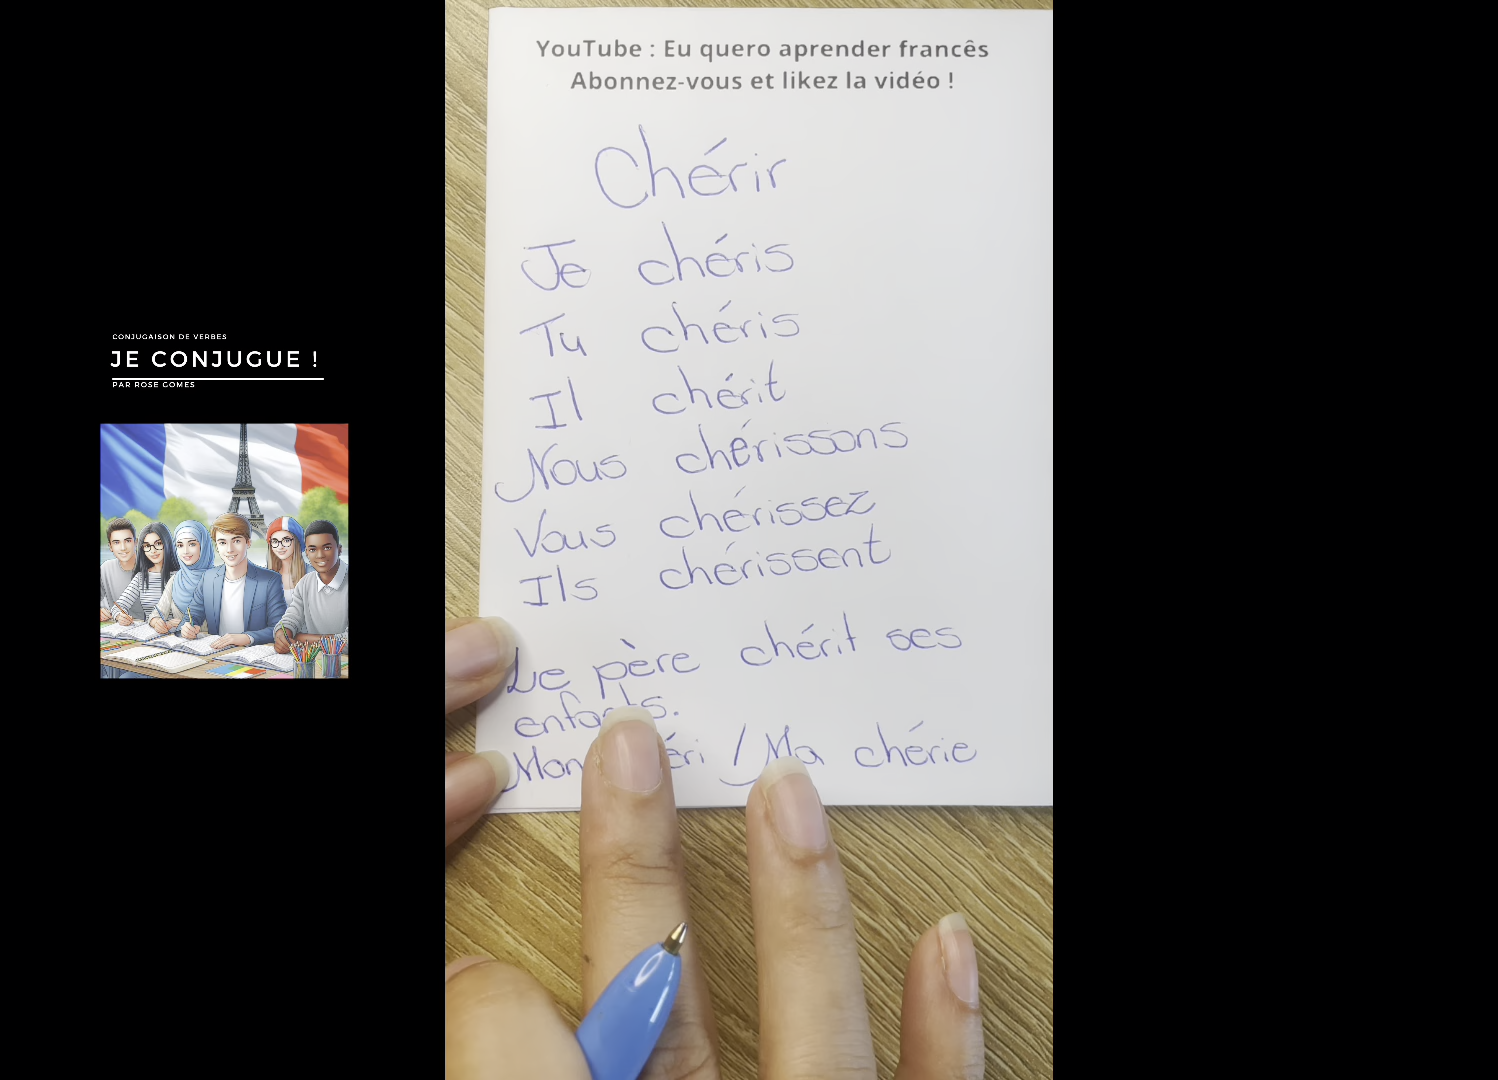 YouTube : Eu quero aprender francês
Abonnez-vous et likez la vidéo !
Chérir
Je chéris
Tu chéris
Il chérit
Nous chérissons
Vous chérissez
Ils chérissent
Le père chérit ses
enfants.
Mon / Ma chérie
CONJUGAISON DE VERBES
JE CONJUGUE !
PAR ROSE GOMES